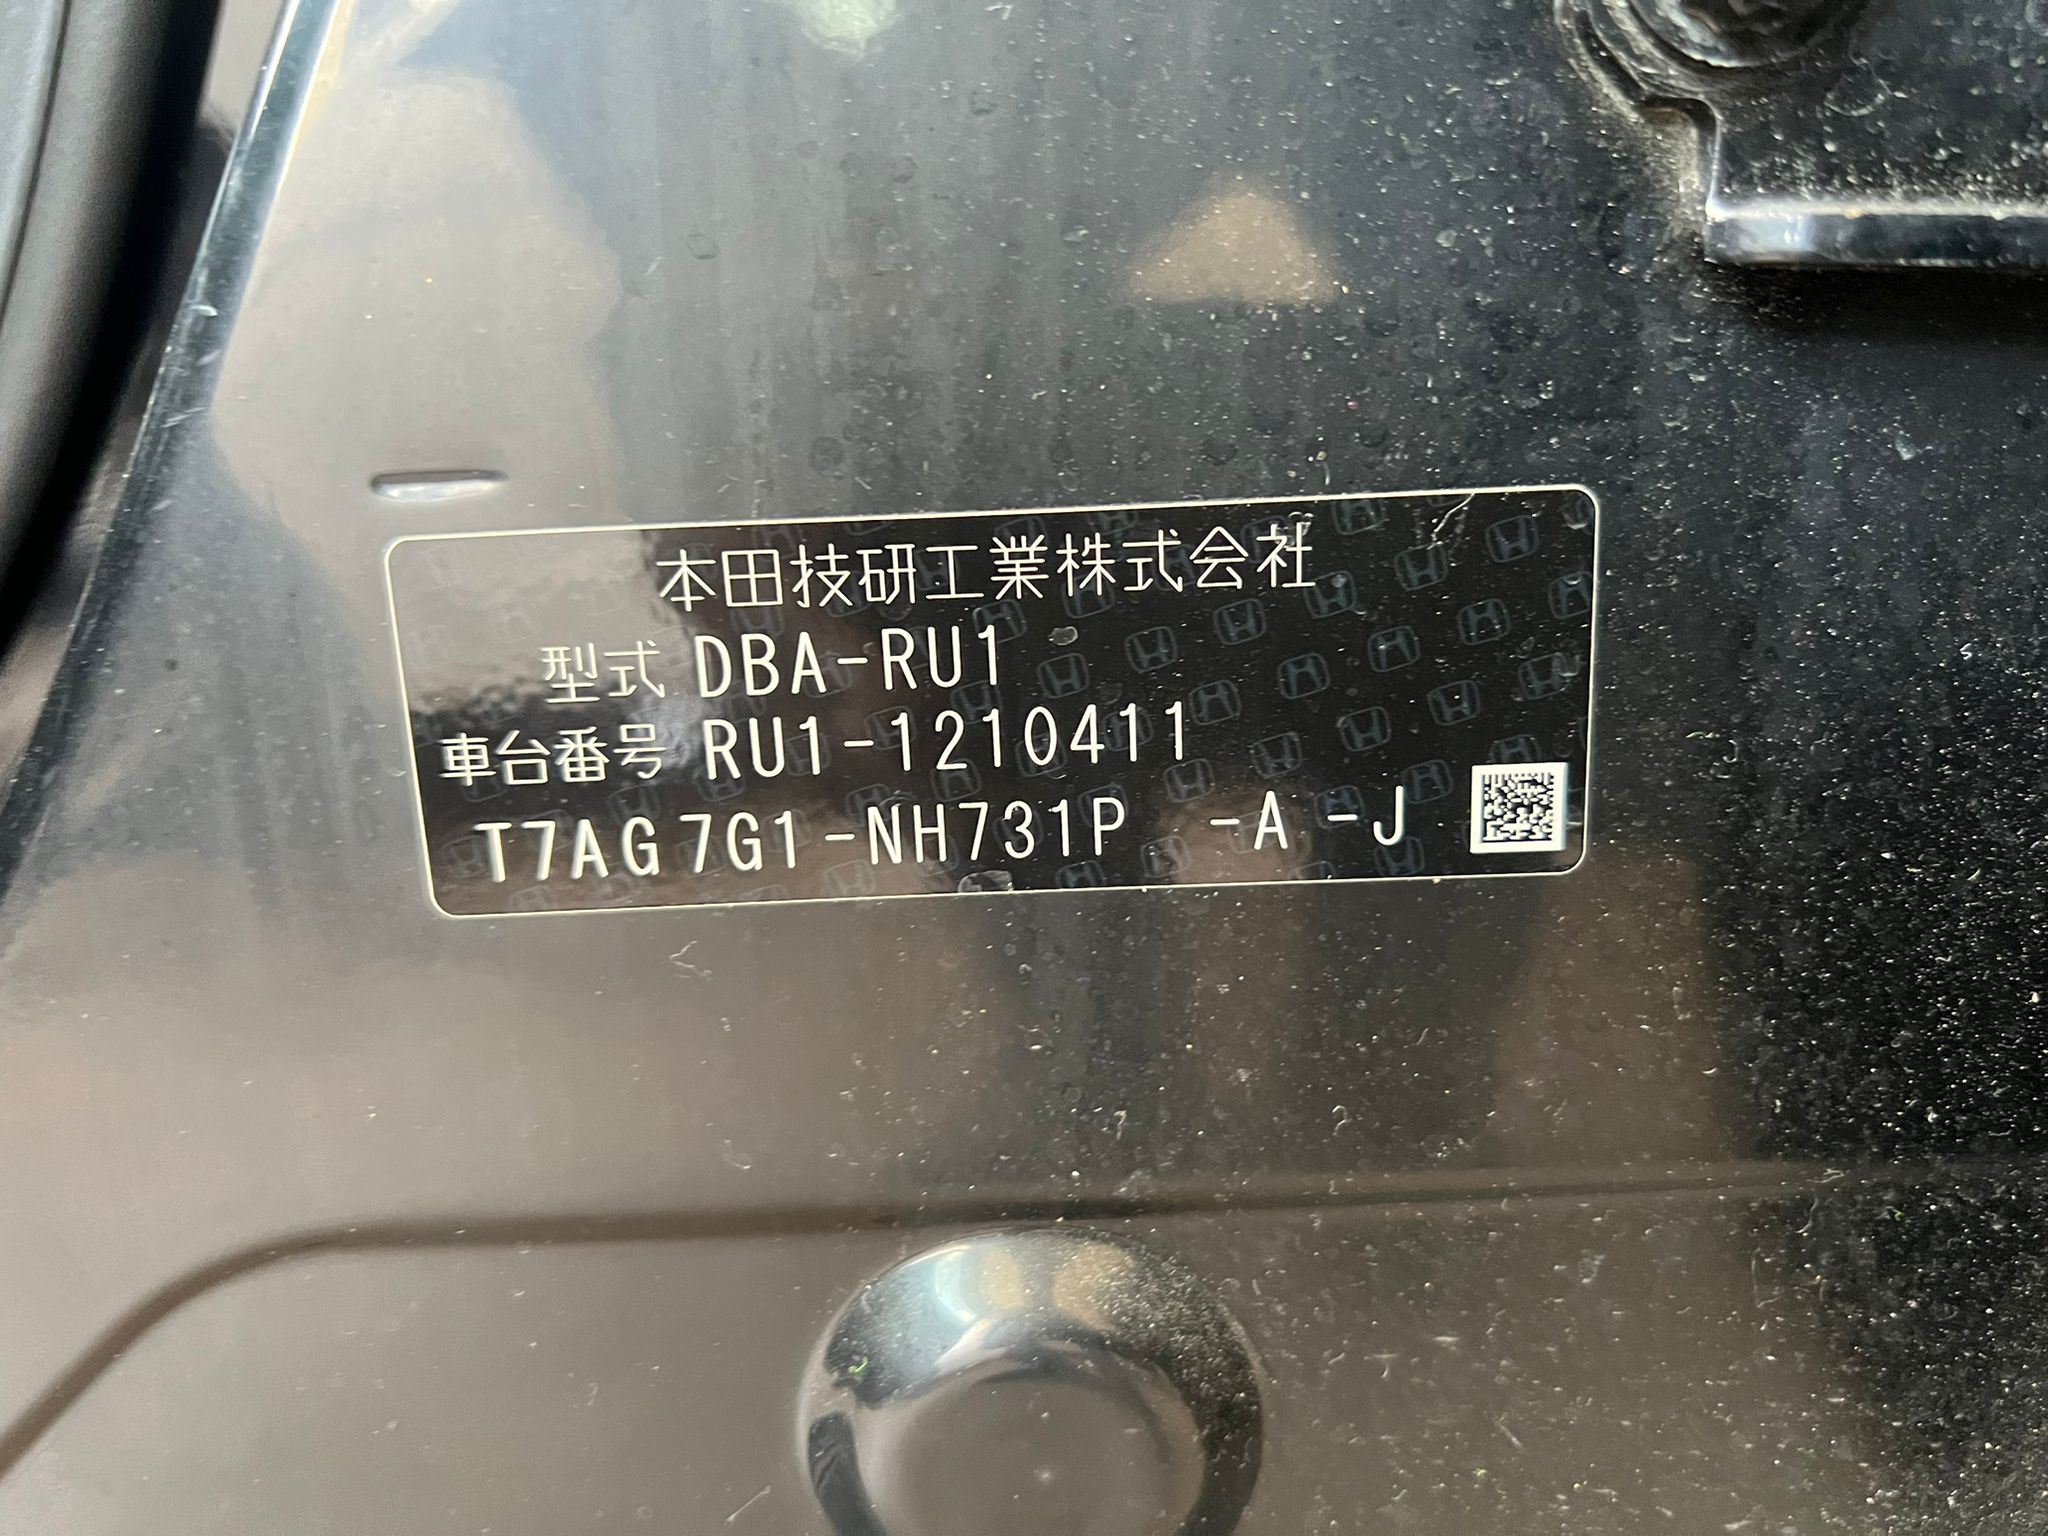 本田技研工業株式会社
型式 DBA-RU1
車台番号 RU1-1210411
T7AG7G1-NH731P -A -J